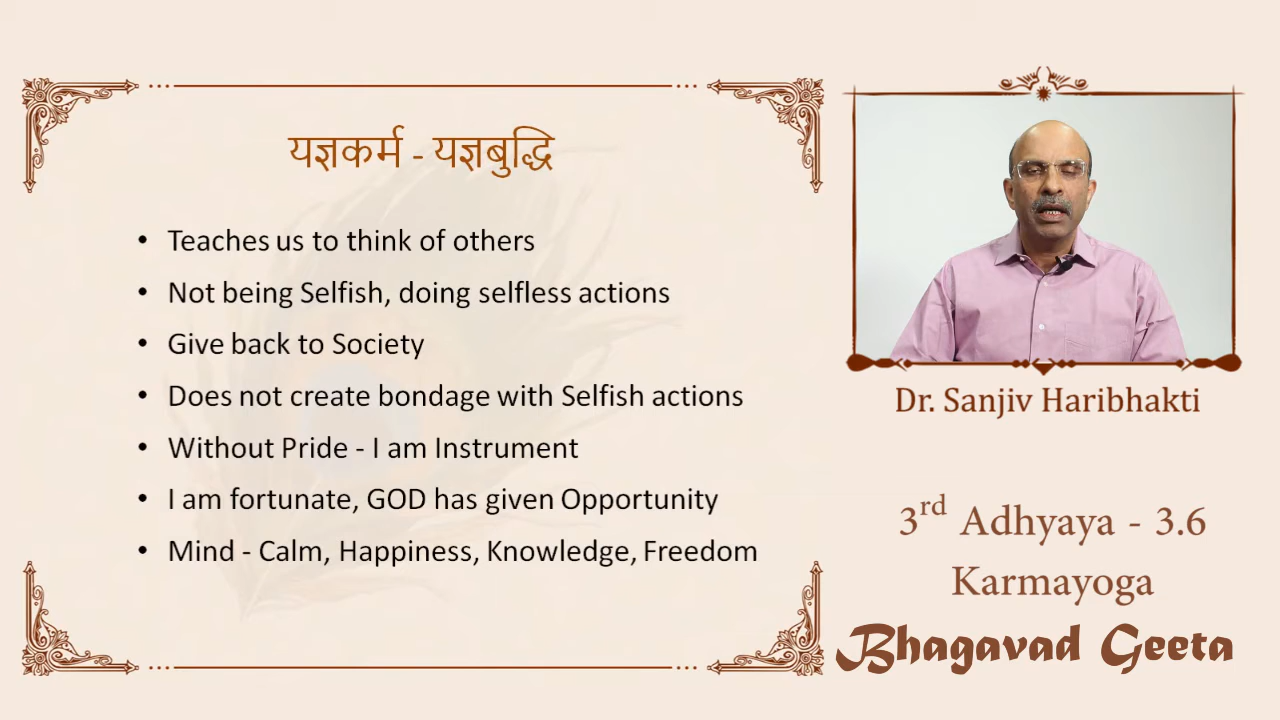 यज्ञकर्म - यज्ञबुद्धि
• Teaches us to think of others
• Not being Selfish, doing selfless actions
• Give back to Society
• Does not create bondage with Selfish actions
• Without Pride - I am Instrument
• I am fortunate, GOD has given Opportunity
• Mind - Calm, Happiness, Knowledge, Freedom
Dr. Sanjiv Haribhakti
3rd Adhyaya - 3.6
Karmayoga
Bhagavad Geeta